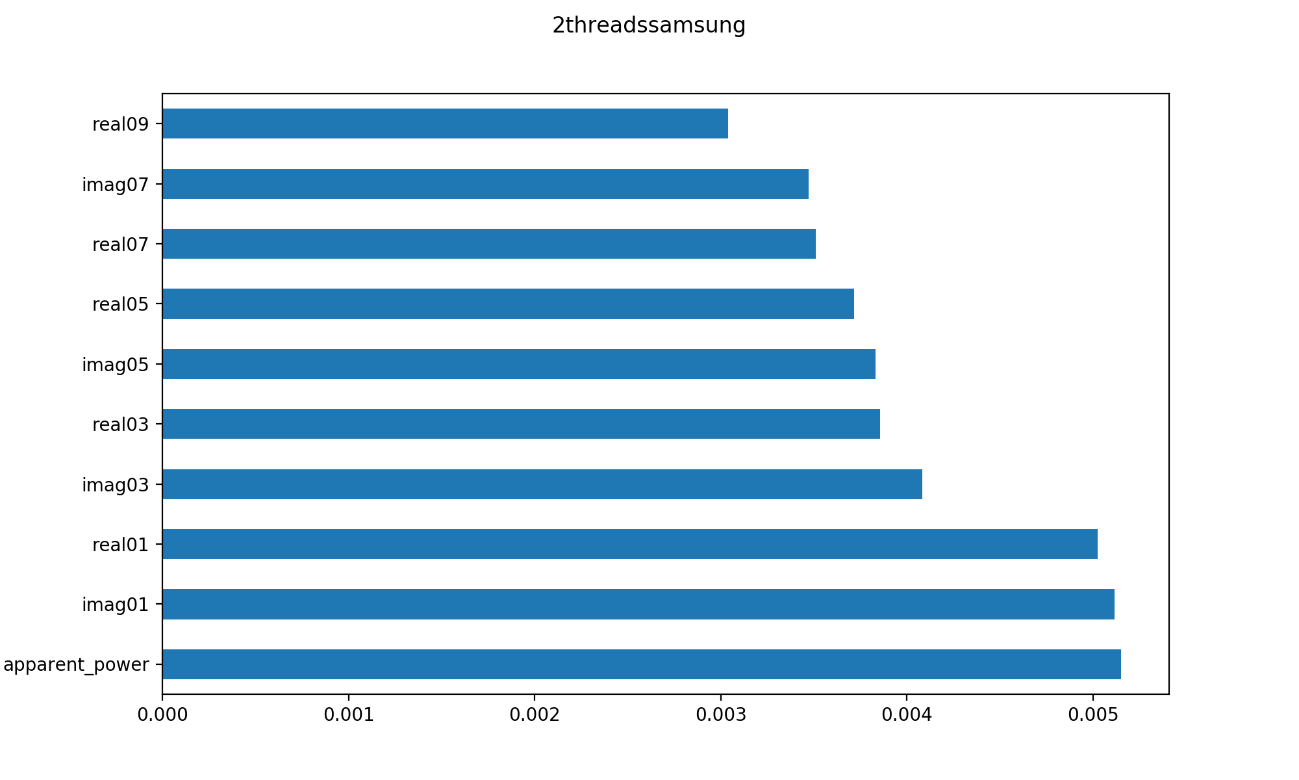 2threadssamsung
real09
imag07
real07
real05
imag05
real03
imag03
real01
imag01
apparent_power
0.000 0.001 0.002 0.003 0.004 0.005